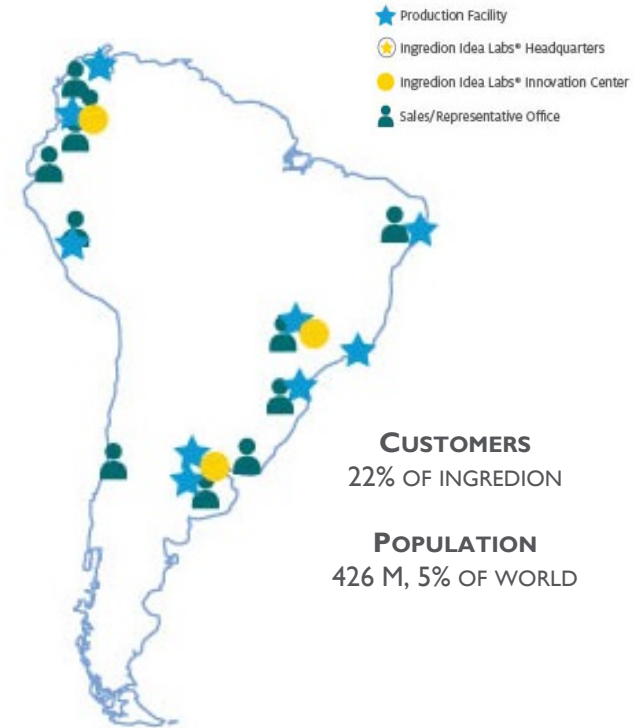 Production Facility
Ingredion Idea Labs® Headquarters
Ingredion Idea Labs® Innovation Center
Sales/Representative Office
CUSTOMERS
22% OF INGREDION
POPULATION
426 M, 5% OF WORLD